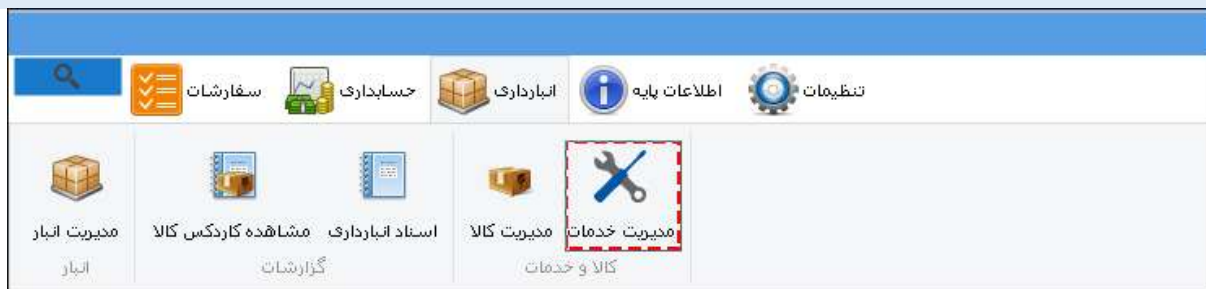 تنظیمات
اطلاعات پایه
انبارداری
حسابداری
سفارشات
مدیریت خدمات
مدیریت کالا
کالا و خدمات
اسناد انبارداری
مشاهده کاردکس کالا
گزارشات
مدیریت انبار
انبار